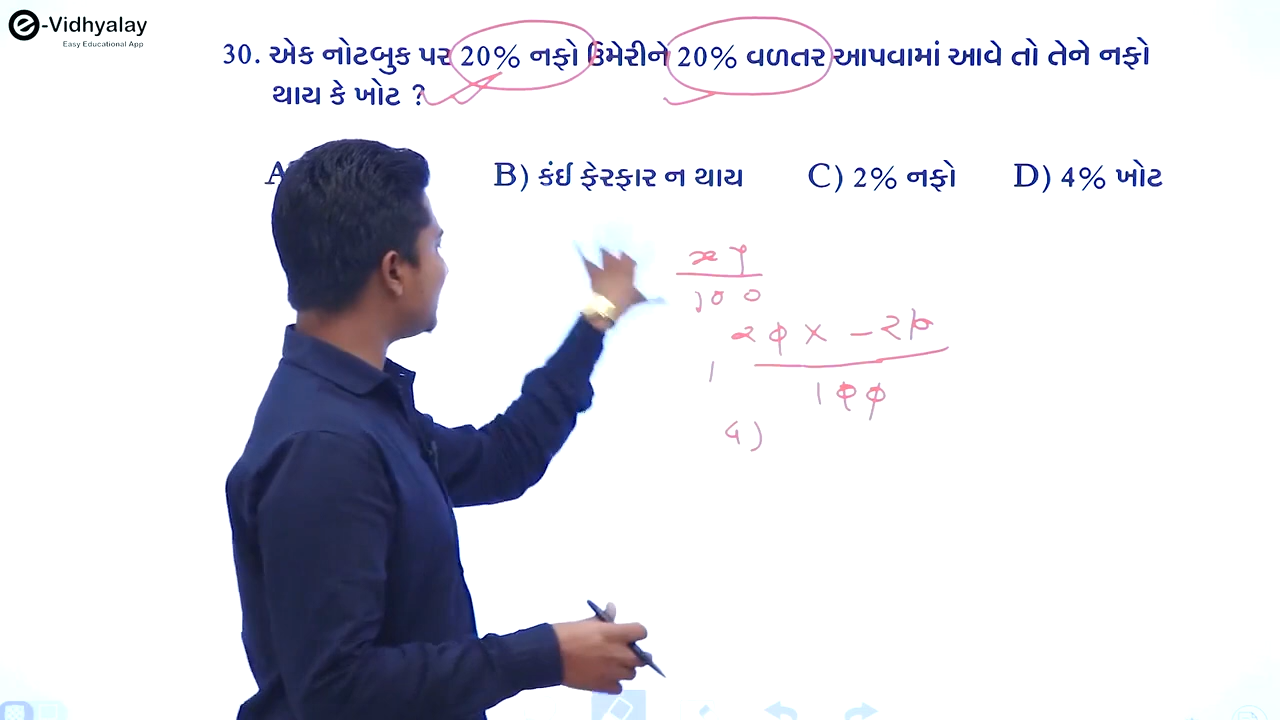 e-Vidhyalay
Easy Educational App
30. એક નોટબુક પર 20% નફો ઉમેરીને 20% વળતર આપવામાં આવે તો તેને નફો
થાય કે ખોટ ?
A
B) કંઈ ફેરફાર ન થાય
C) 2% નફો
D) 4% ખોટ
xy
100
20 × -20
100